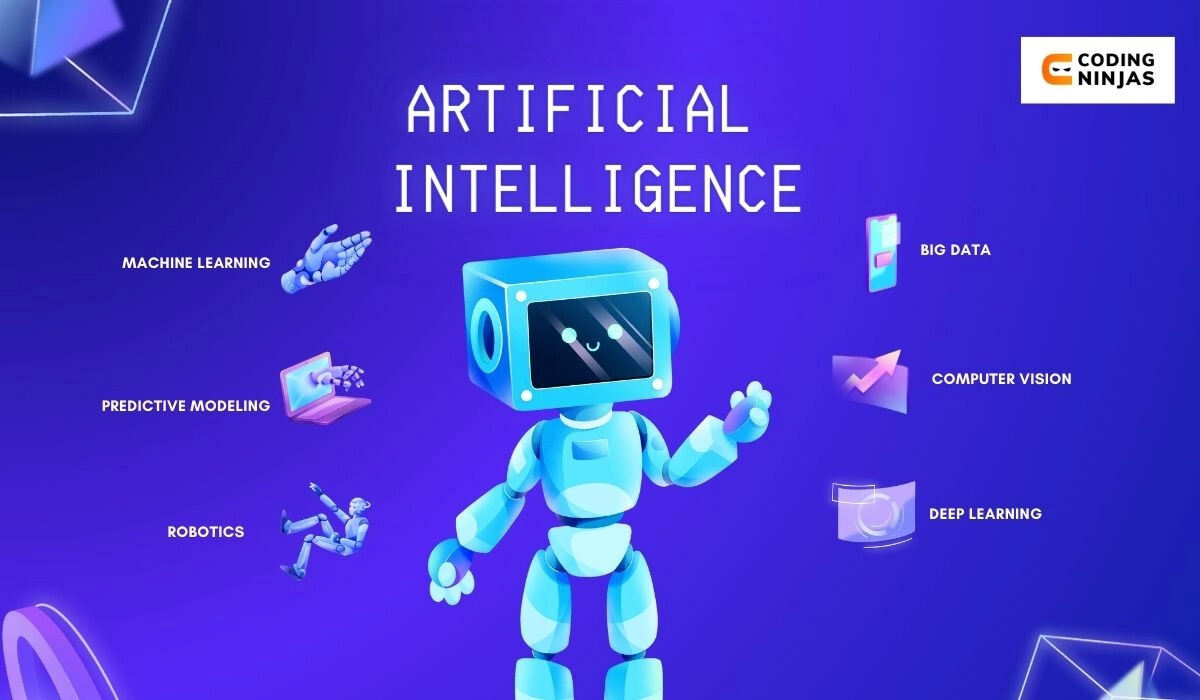 CODING
NINJAS
ARTIFICIAL
INTELLIGENCE
MACHINE LEARNING
BIG DATA
PREDICTIVE MODELING
COMPUTER VISION
ROBOTICS
DEEP LEARNING